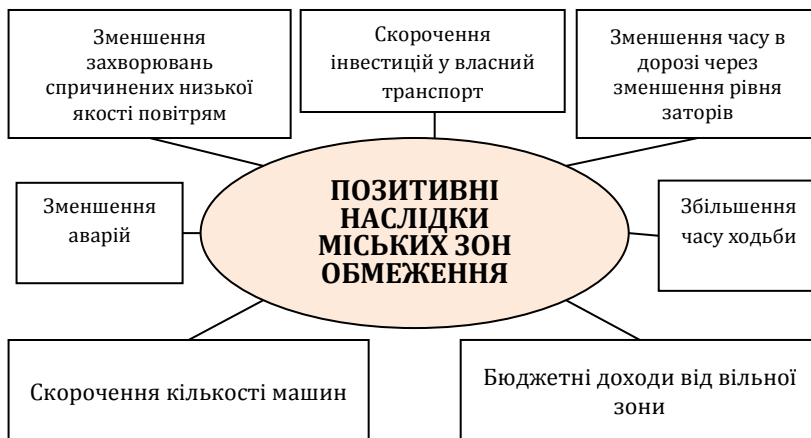 Зменшення
захворювань
спричинених низької
якості повітрям
Скорочення
інвестицій у власний
транспорт
Зменшення часу в
дорозі через
зменшення рівня
заторів
Зменшення
аварій
ПОЗИТИВНІ
НАСЛІДКИ
МІСЬКИХ ЗОН
ОБМЕЖЕННЯ
Збільшення
часу ходьби
Скорочення кількості машин
Бюджетні доходи від вільної
зони